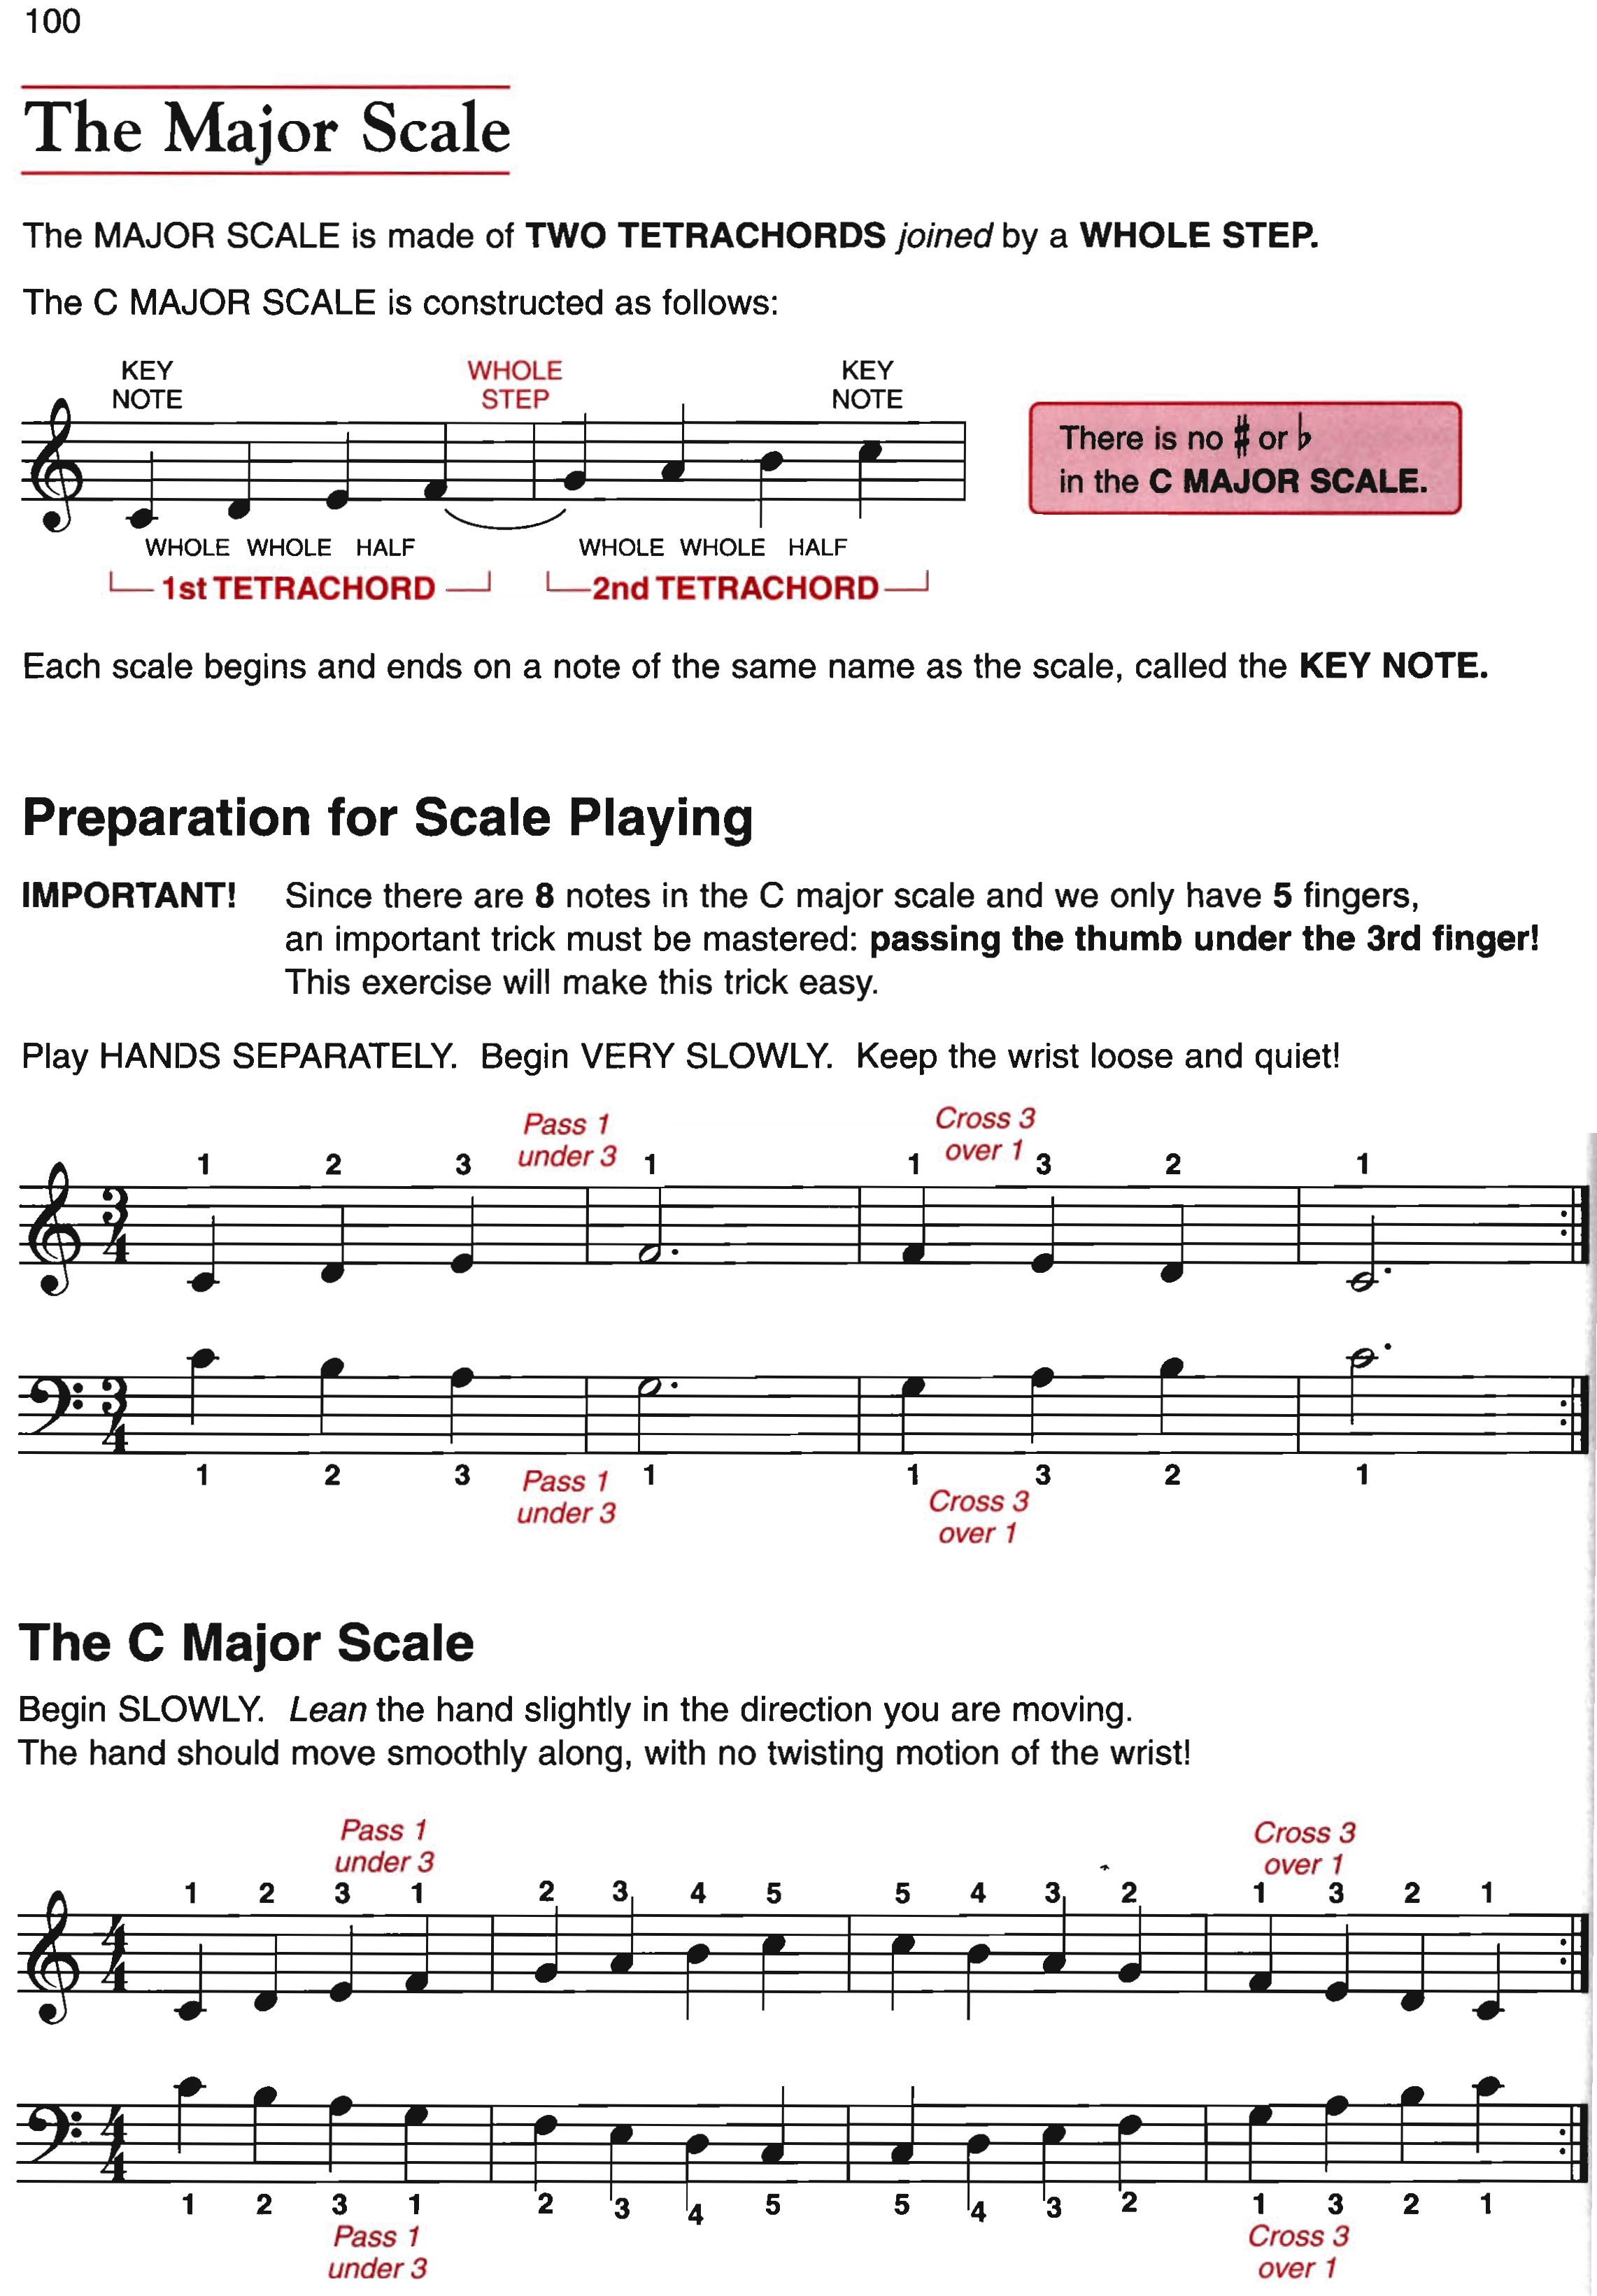 100
The Major Scale
The MAJOR SCALE is made of TWO TETRACHORDS joined by a WHOLE STEP.
The C MAJOR SCALE is constructed as follows:
KEY NOTE
WHOLE STEP
KEY NOTE
There is no ♯ or ♭
in the C MAJOR SCALE.
WHOLE WHOLE HALF WHOLE WHOLE HALF
1st TETRACHORD 2nd TETRACHORD
Each scale begins and ends on a note of the same name as the scale, called the KEY NOTE.
Preparation for Scale Playing
IMPORTANT! Since there are 8 notes in the C major scale and we only have 5 fingers,
an important trick must be mastered: passing the thumb under the 3rd finger!
This exercise will make this trick easy.
Play HANDS SEPARATELY. Begin VERY SLOWLY. Keep the wrist loose and quiet!
Pass 1 under 3
Cross 3 over 1
1 2 3 1 1 3 2 1
3 4
3 4
1 2 3 1 1 3 2 1
Pass 1 under 3
Cross 3 over 1
The C Major Scale
Begin SLOWLY. Lean the hand slightly in the direction you are moving.
The hand should move smoothly along, with no twisting motion of the wrist!
Pass 1 under 3
Cross 3 over 1
1 2 3 1 2 3 4 5 5 4 3 2 1 3 2 1
4 4
4 4
1 2 3 1 2 3 4 5 5 4 3 2 1 3 2 1
Pass 1 under 3
Cross 3 over 1